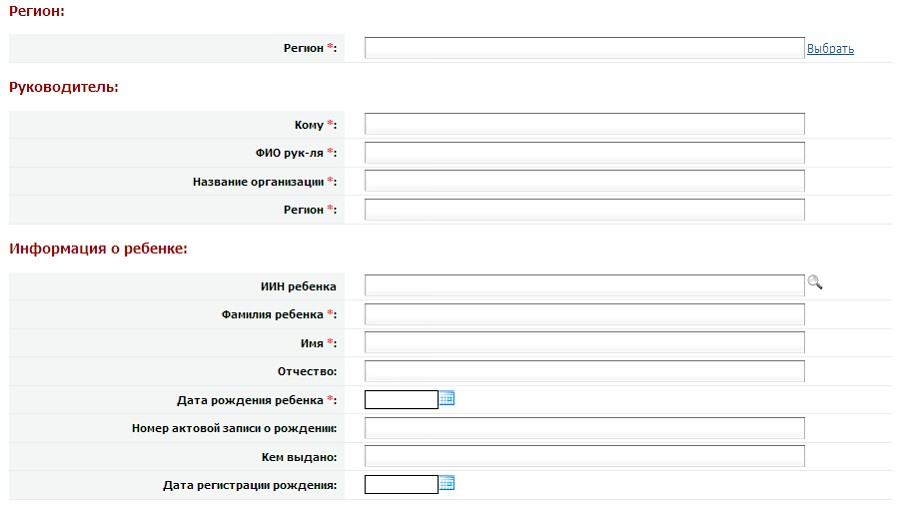 Регион:
Регион *: Выбрать
Руководитель:
Кому *:
ФИО рук-ля *:
Название организации *:
Регион *:
Информация о ребенке:
ИИН ребенка
Фамилия ребенка *:
Имя *:
Отчество:
Дата рождения ребенка *:
Номер актовой записи о рождении:
Кем выдано:
Дата регистрации рождения: